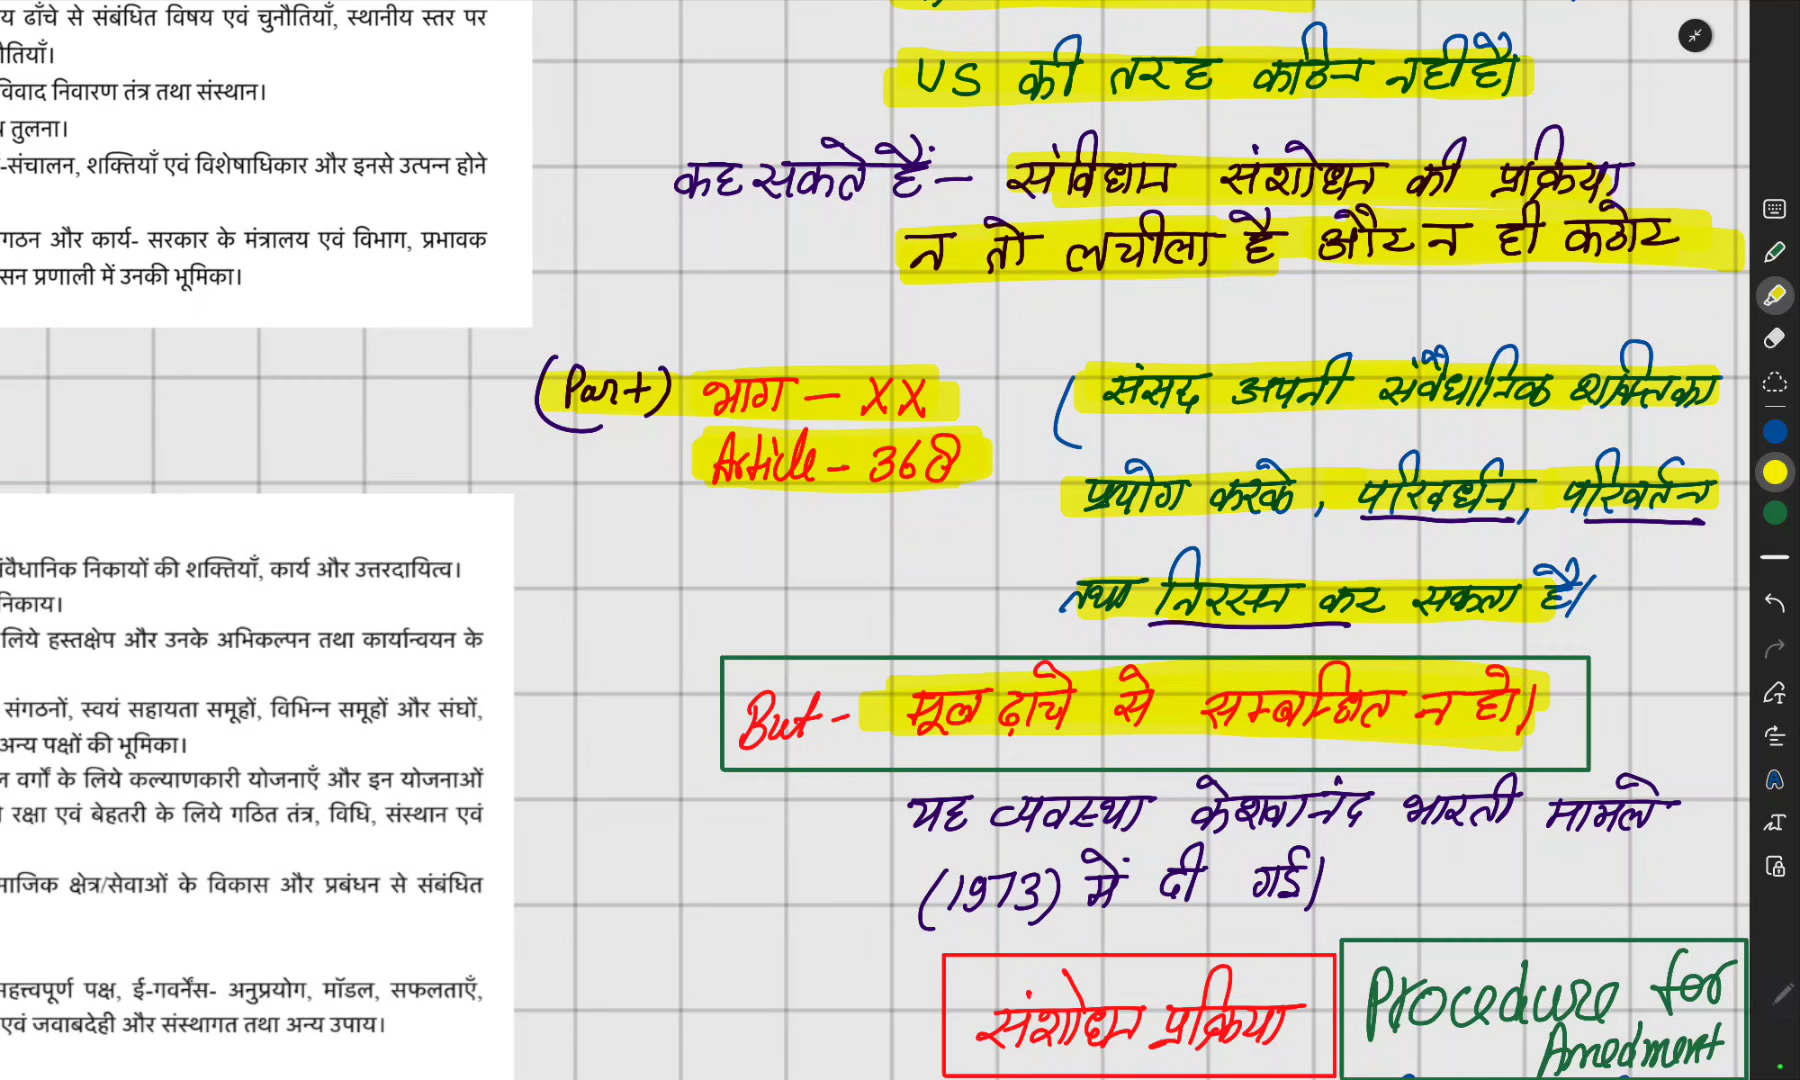 य ढाँचे से संबंधित विषय एवं चुनौतियाँ, स्थानीय स्तर पर
तियाँ।
विवाद निवारण तंत्र तथा संस्थान।
तुलना।
-संचालन, शक्तियाँ एवं विशेषाधिकार और इनसे उत्पन्न होने
गठन और कार्य- सरकार के मंत्रालय एवं विभाग, प्रभावक
सन प्रणाली में उनकी भूमिका।
संवैधानिक निकायों की शक्तियाँ, कार्य और उत्तरदायित्व।
निकाय।
लिये हस्तक्षेप और उनके अभिकल्पन तथा कार्यान्वयन के
संगठनों, स्वयं सहायता समूहों, विभिन्न समूहों और संघों,
अन्य पक्षों की भूमिका।
वर्गों के लिये कल्याणकारी योजनाएँ और इन योजनाओं
रक्षा एवं बेहतरी के लिये गठित तंत्र, विधि, संस्थान एवं
माजिक क्षेत्र/सेवाओं के विकास और प्रबंधन से संबंधित
महत्त्वपूर्ण पक्ष, ई-गवर्नेंस- अनुप्रयोग, मॉडल, सफलताएँ,
एवं जवाबदेही और संस्थागत तथा अन्य उपाय।
US की तरह कठिन नही है।
कह सकते हैं - संविधान संशोधन की प्रक्रिया
न तो लचीला है और न ही कठोर
(Part) भाग - XX
Article - 368
(संसद अपनी संवैधानिक शक्ति का
प्रयोग करके, परिवर्धन, परिवर्तन
तथा निरसन कर सकता है।
But - मूल ढ़ाचे से सम्बन्धित न हो।
यह व्यवस्था केशवानंद भारती मामले
(1973) में दी गई।
संशोधन प्रक्रिया
Procedure for
Amedment